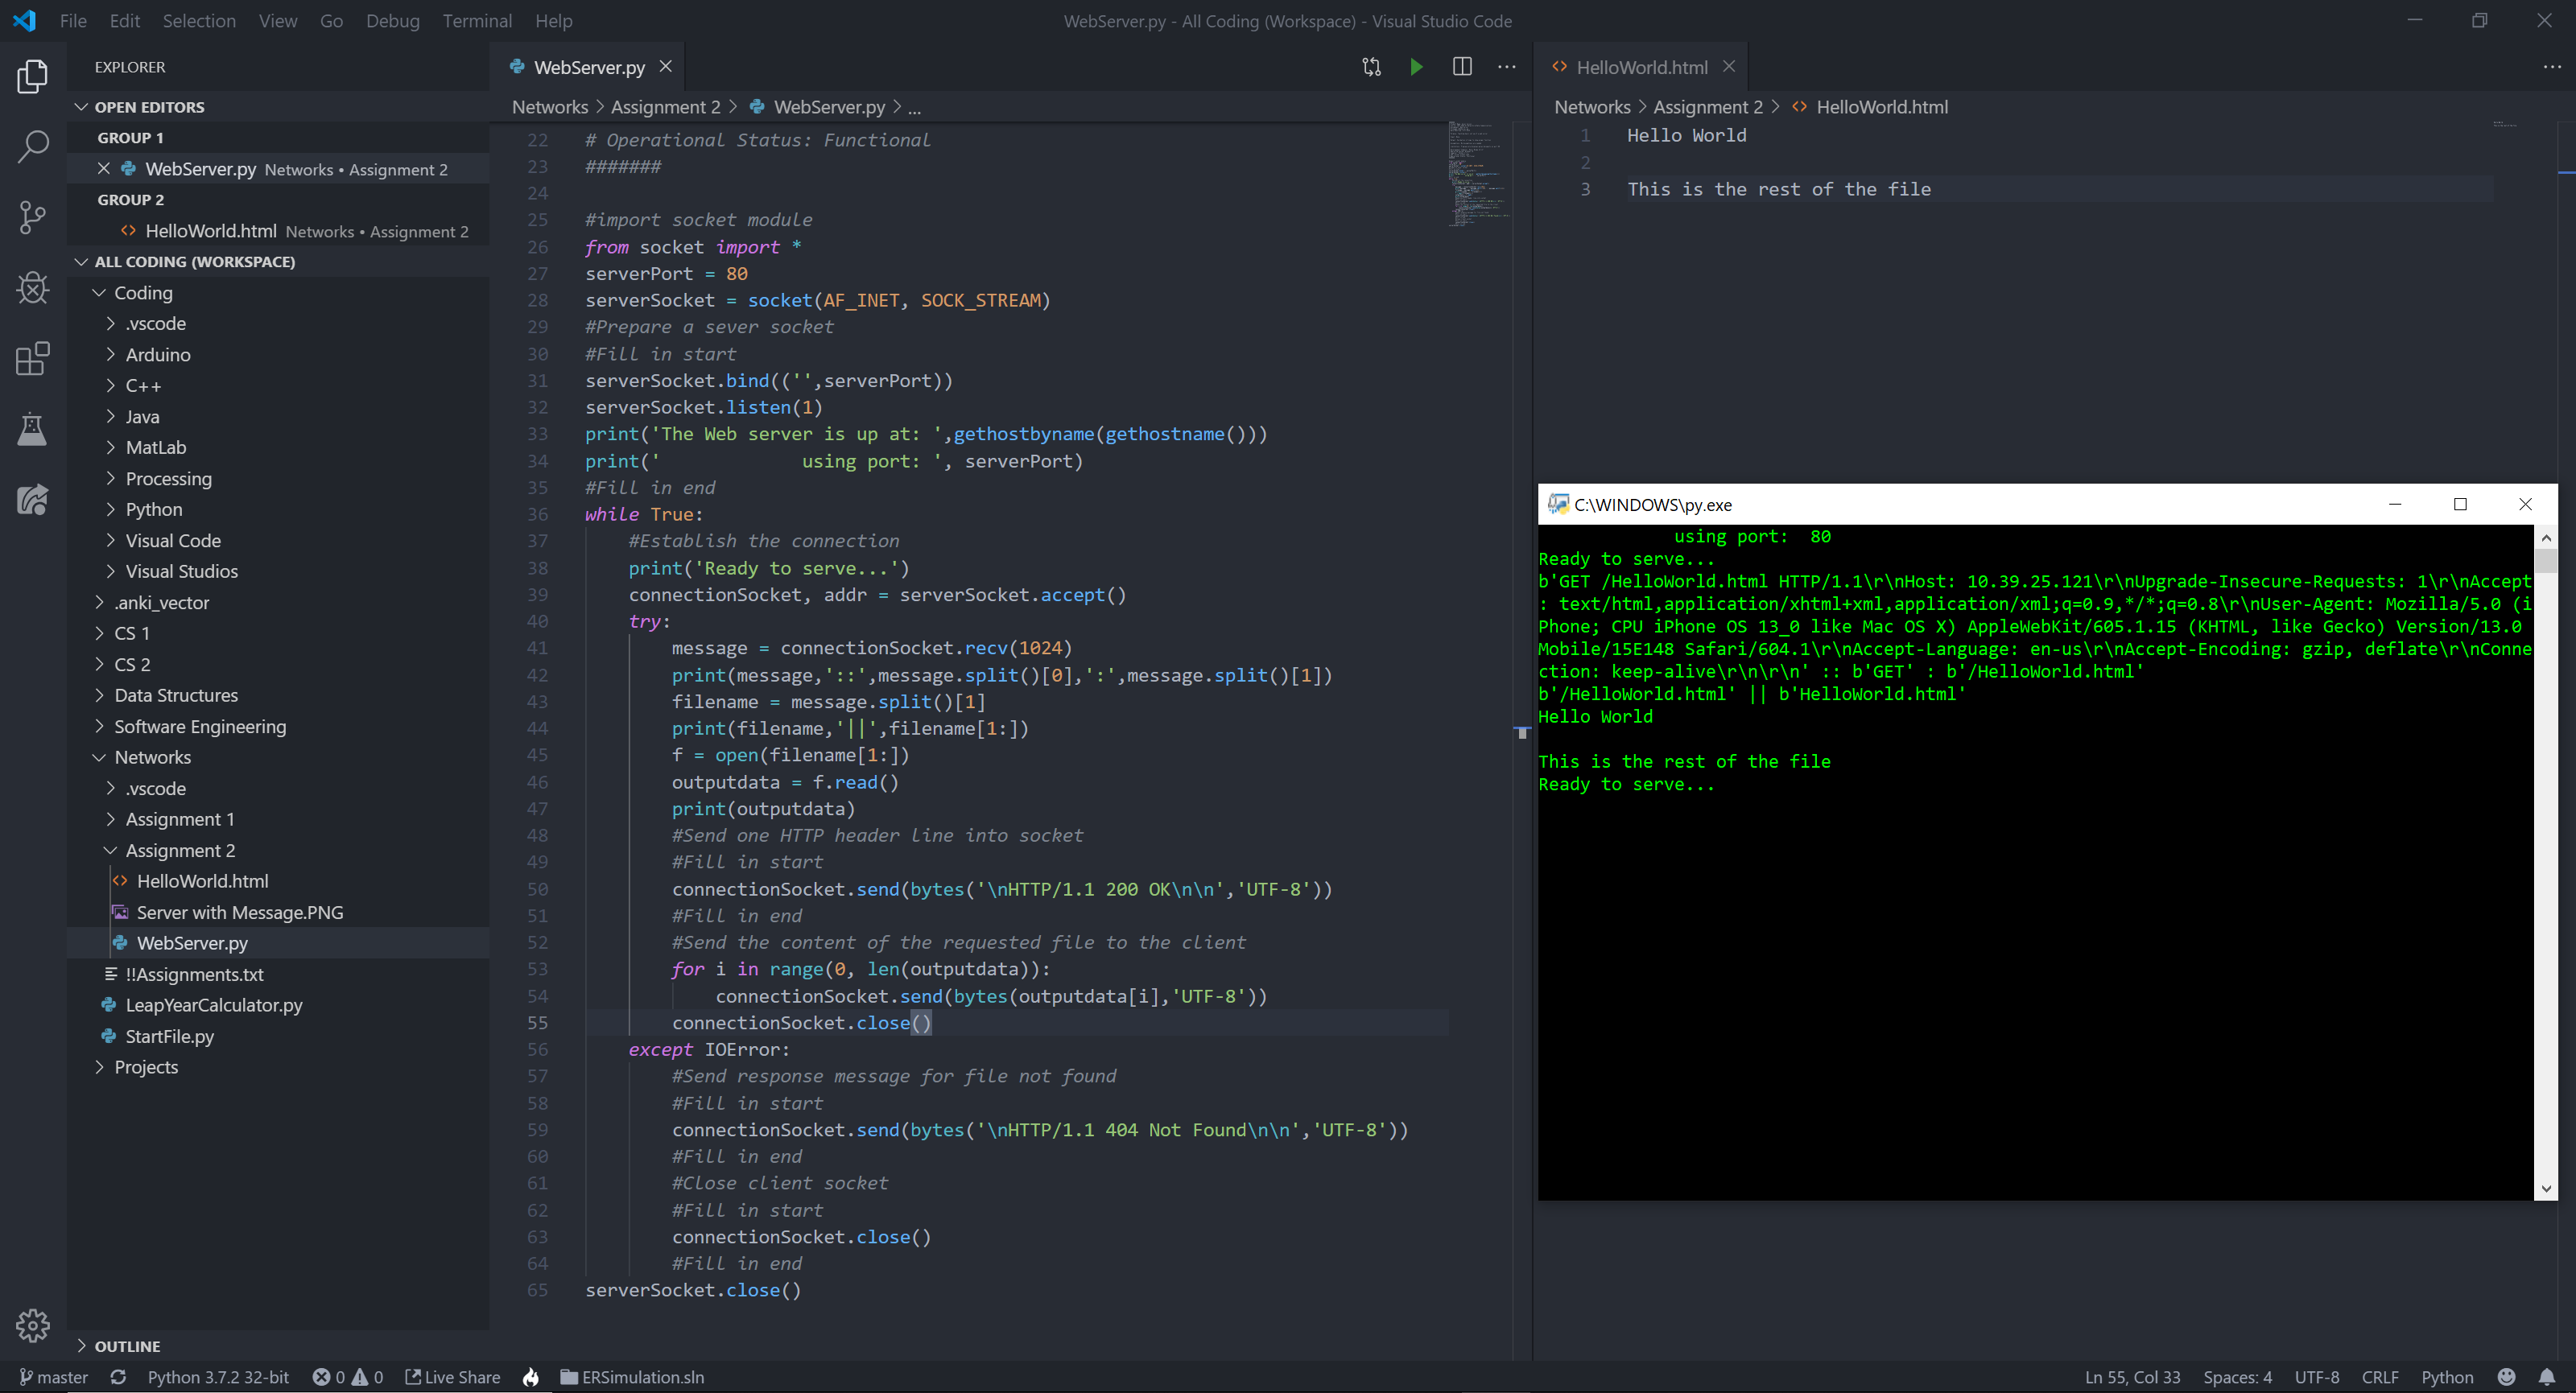 File Edit Selection View Go Debug Terminal Help
WebServer.py - All Coding (Workspace) - Visual Studio Code
EXPLORER
OPEN EDITORS
GROUP 1
WebServer.py Networks • Assignment 2
GROUP 2
HelloWorld.html Networks • Assignment 2
ALL CODING (WORKSPACE)
Coding
.vscode
Arduino
C++
Java
MatLab
Processing
Python
Visual Code
Visual Studios
.anki_vector
CS 1
CS 2
Data Structures
Software Engineering
Networks
.vscode
Assignment 1
Assignment 2
HelloWorld.html
Server with Message.PNG
WebServer.py
!!Assignments.txt
LeapYearCalculator.py
StartFile.py
Projects
OUTLINE
WebServer.py
Networks > Assignment 2 > WebServer.py > ...
22 # Operational Status: Functional
23 #######
24
25 #import socket module
26 from socket import *
27 serverPort = 80
28 serverSocket = socket(AF_INET, SOCK_STREAM)
29 #Prepare a sever socket
30 #Fill in start
31 serverSocket.bind(('',serverPort))
32 serverSocket.listen(1)
33 print('The Web server is up at: ',gethostbyname(gethostname()))
34 print('             using port: ', serverPort)
35 #Fill in end
36 while True:
37     #Establish the connection
38     print('Ready to serve...')
39     connectionSocket, addr = serverSocket.accept()
40     try:
41         message = connectionSocket.recv(1024)
42         print(message,'::',message.split()[0],':',message.split()[1])
43         filename = message.split()[1]
44         print(filename,'||',filename[1:])
45         f = open(filename[1:])
46         outputdata = f.read()
47         print(outputdata)
48         #Send one HTTP header line into socket
49         #Fill in start
50         connectionSocket.send(bytes('\nHTTP/1.1 200 OK\n\n','UTF-8'))
51         #Fill in end
52         #Send the content of the requested file to the client
53         for i in range(0, len(outputdata)):
54             connectionSocket.send(bytes(outputdata[i],'UTF-8'))
55         connectionSocket.close()
56     except IOError:
57         #Send response message for file not found
58         #Fill in start
59         connectionSocket.send(bytes('\nHTTP/1.1 404 Not Found\n\n','UTF-8'))
60         #Fill in end
61         #Close client socket
62         #Fill in start
63         connectionSocket.close()
64         #Fill in end
65 serverSocket.close()
HelloWorld.html
Networks > Assignment 2 > HelloWorld.html
1 Hello World
2
3 This is the rest of the file
C:\WINDOWS\py.exe
using port:  80
Ready to serve...
b'GET /HelloWorld.html HTTP/1.1\r\nHost: 10.39.25.121\r\nUpgrade-Insecure-Requests: 1\r\nAccept
: text/html,application/xhtml+xml,application/xml;q=0.9,*/*;q=0.8\r\nUser-Agent: Mozilla/5.0 (i
Phone; CPU iPhone OS 13_0 like Mac OS X) AppleWebKit/605.1.15 (KHTML, like Gecko) Version/13.0
Mobile/15E148 Safari/604.1\r\nAccept-Language: en-us\r\nAccept-Encoding: gzip, deflate\r\nConne
ction: keep-alive\r\n\r\n' :: b'GET' : b'/HelloWorld.html'
b'/HelloWorld.html' || b'HelloWorld.html'
Hello World

This is the rest of the file
Ready to serve...
master Python 3.7.2 32-bit 0 0 Live Share ERSimulation.sln
Ln 55, Col 33 Spaces: 4 UTF-8 CRLF Python